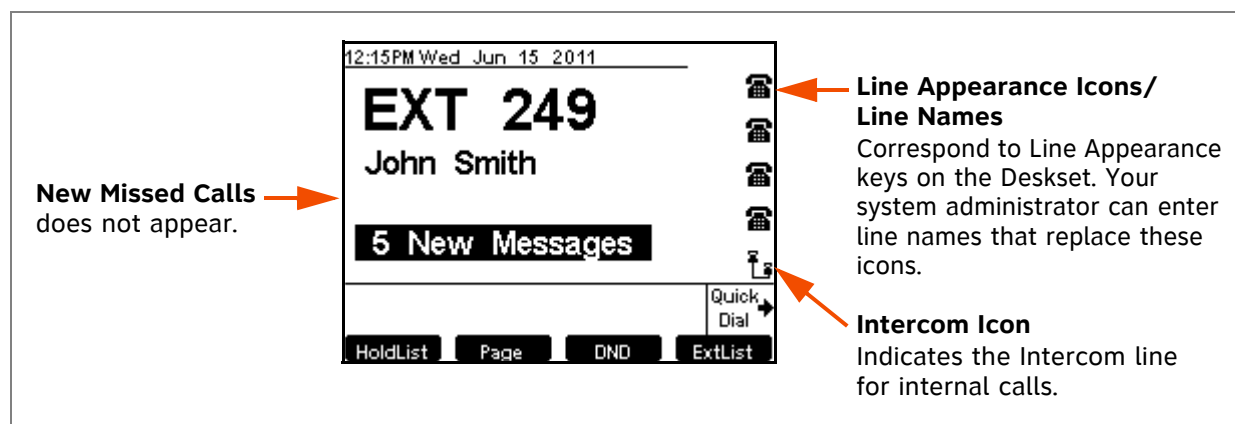 New Missed Calls
does not appear.
12:15PM Wed Jun 15 2011
EXT 249
John Smith
5 New Messages
Quick
Dial
HoldList Page DND ExtList
Line Appearance Icons/
Line Names
Correspond to Line Appearance
keys on the Deskset. Your
system administrator can enter
line names that replace these
icons.
Intercom Icon
Indicates the Intercom line
for internal calls.